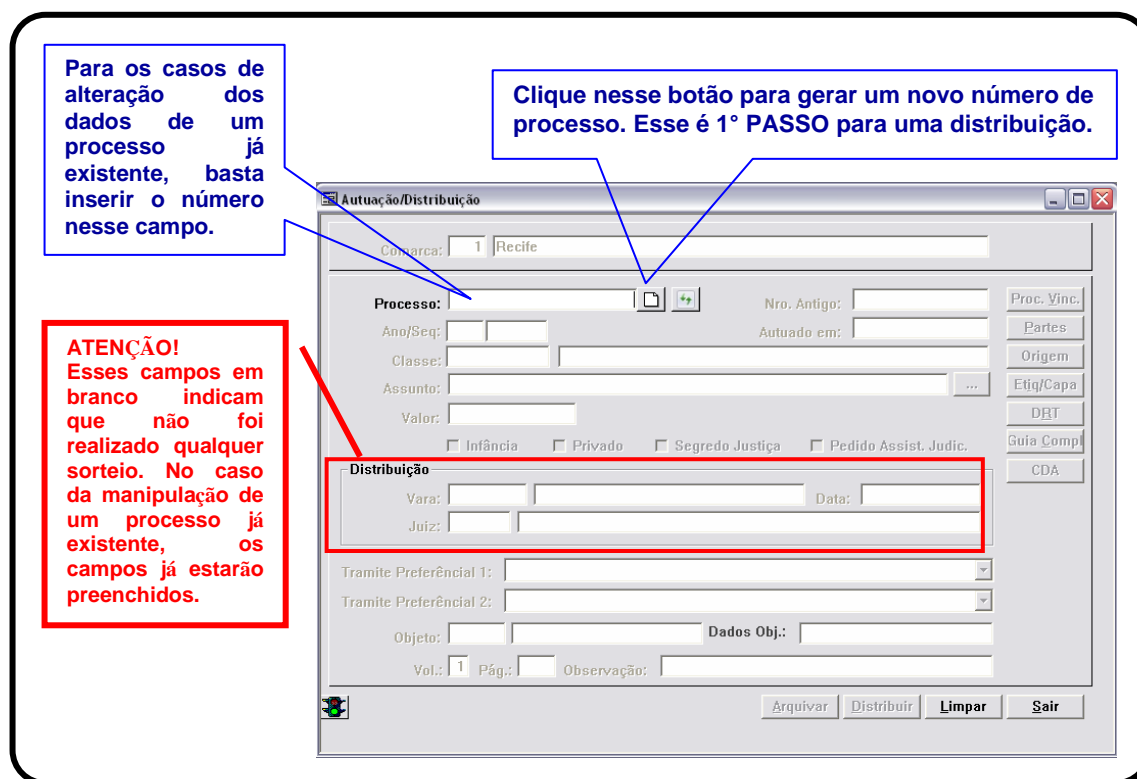 Para os casos de
alteração dos
dados de um
processo já
existente, basta
inserir o número
nesse campo.
Clique nesse botão para gerar um novo número de
processo. Esse é 1° PASSO para uma distribuição.
ATENÇÃO!
Esses campos em
branco indicam
que não foi
realizado qualquer
sorteio. No caso
da manipulação de
um processo já
existente, os
campos já estarão
preenchidos.
Autuação/Distribuição
Comarca: 1 Recife
Processo: Nro. Antigo: Proc. Vinc.
Ano/Seq: Autuado em: Partes
Classe: Origem
Assunto: ... Etiq/Capa
Valor: DRT
Infância Privado Segredo Justiça Pedido Assist. Judic. Guia Compl
Distribuição CDA
Vara: Data:
Juiz:
Tramite Preferêncial 1:
Tramite Preferêncial 2:
Objeto: Dados Obj.:
Vol.: 1 Pág.: Observação:
Arquivar Distribuir Limpar Sair